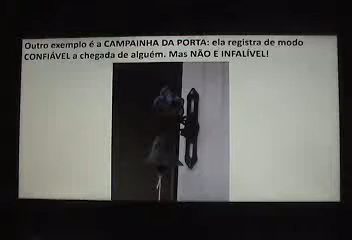 Outro exemplo é a CAMPAINHA DA PORTA: ela registra de modo
CONFIÁVEL a chegada de alguém. Mas NÃO E INFALÍVEL!